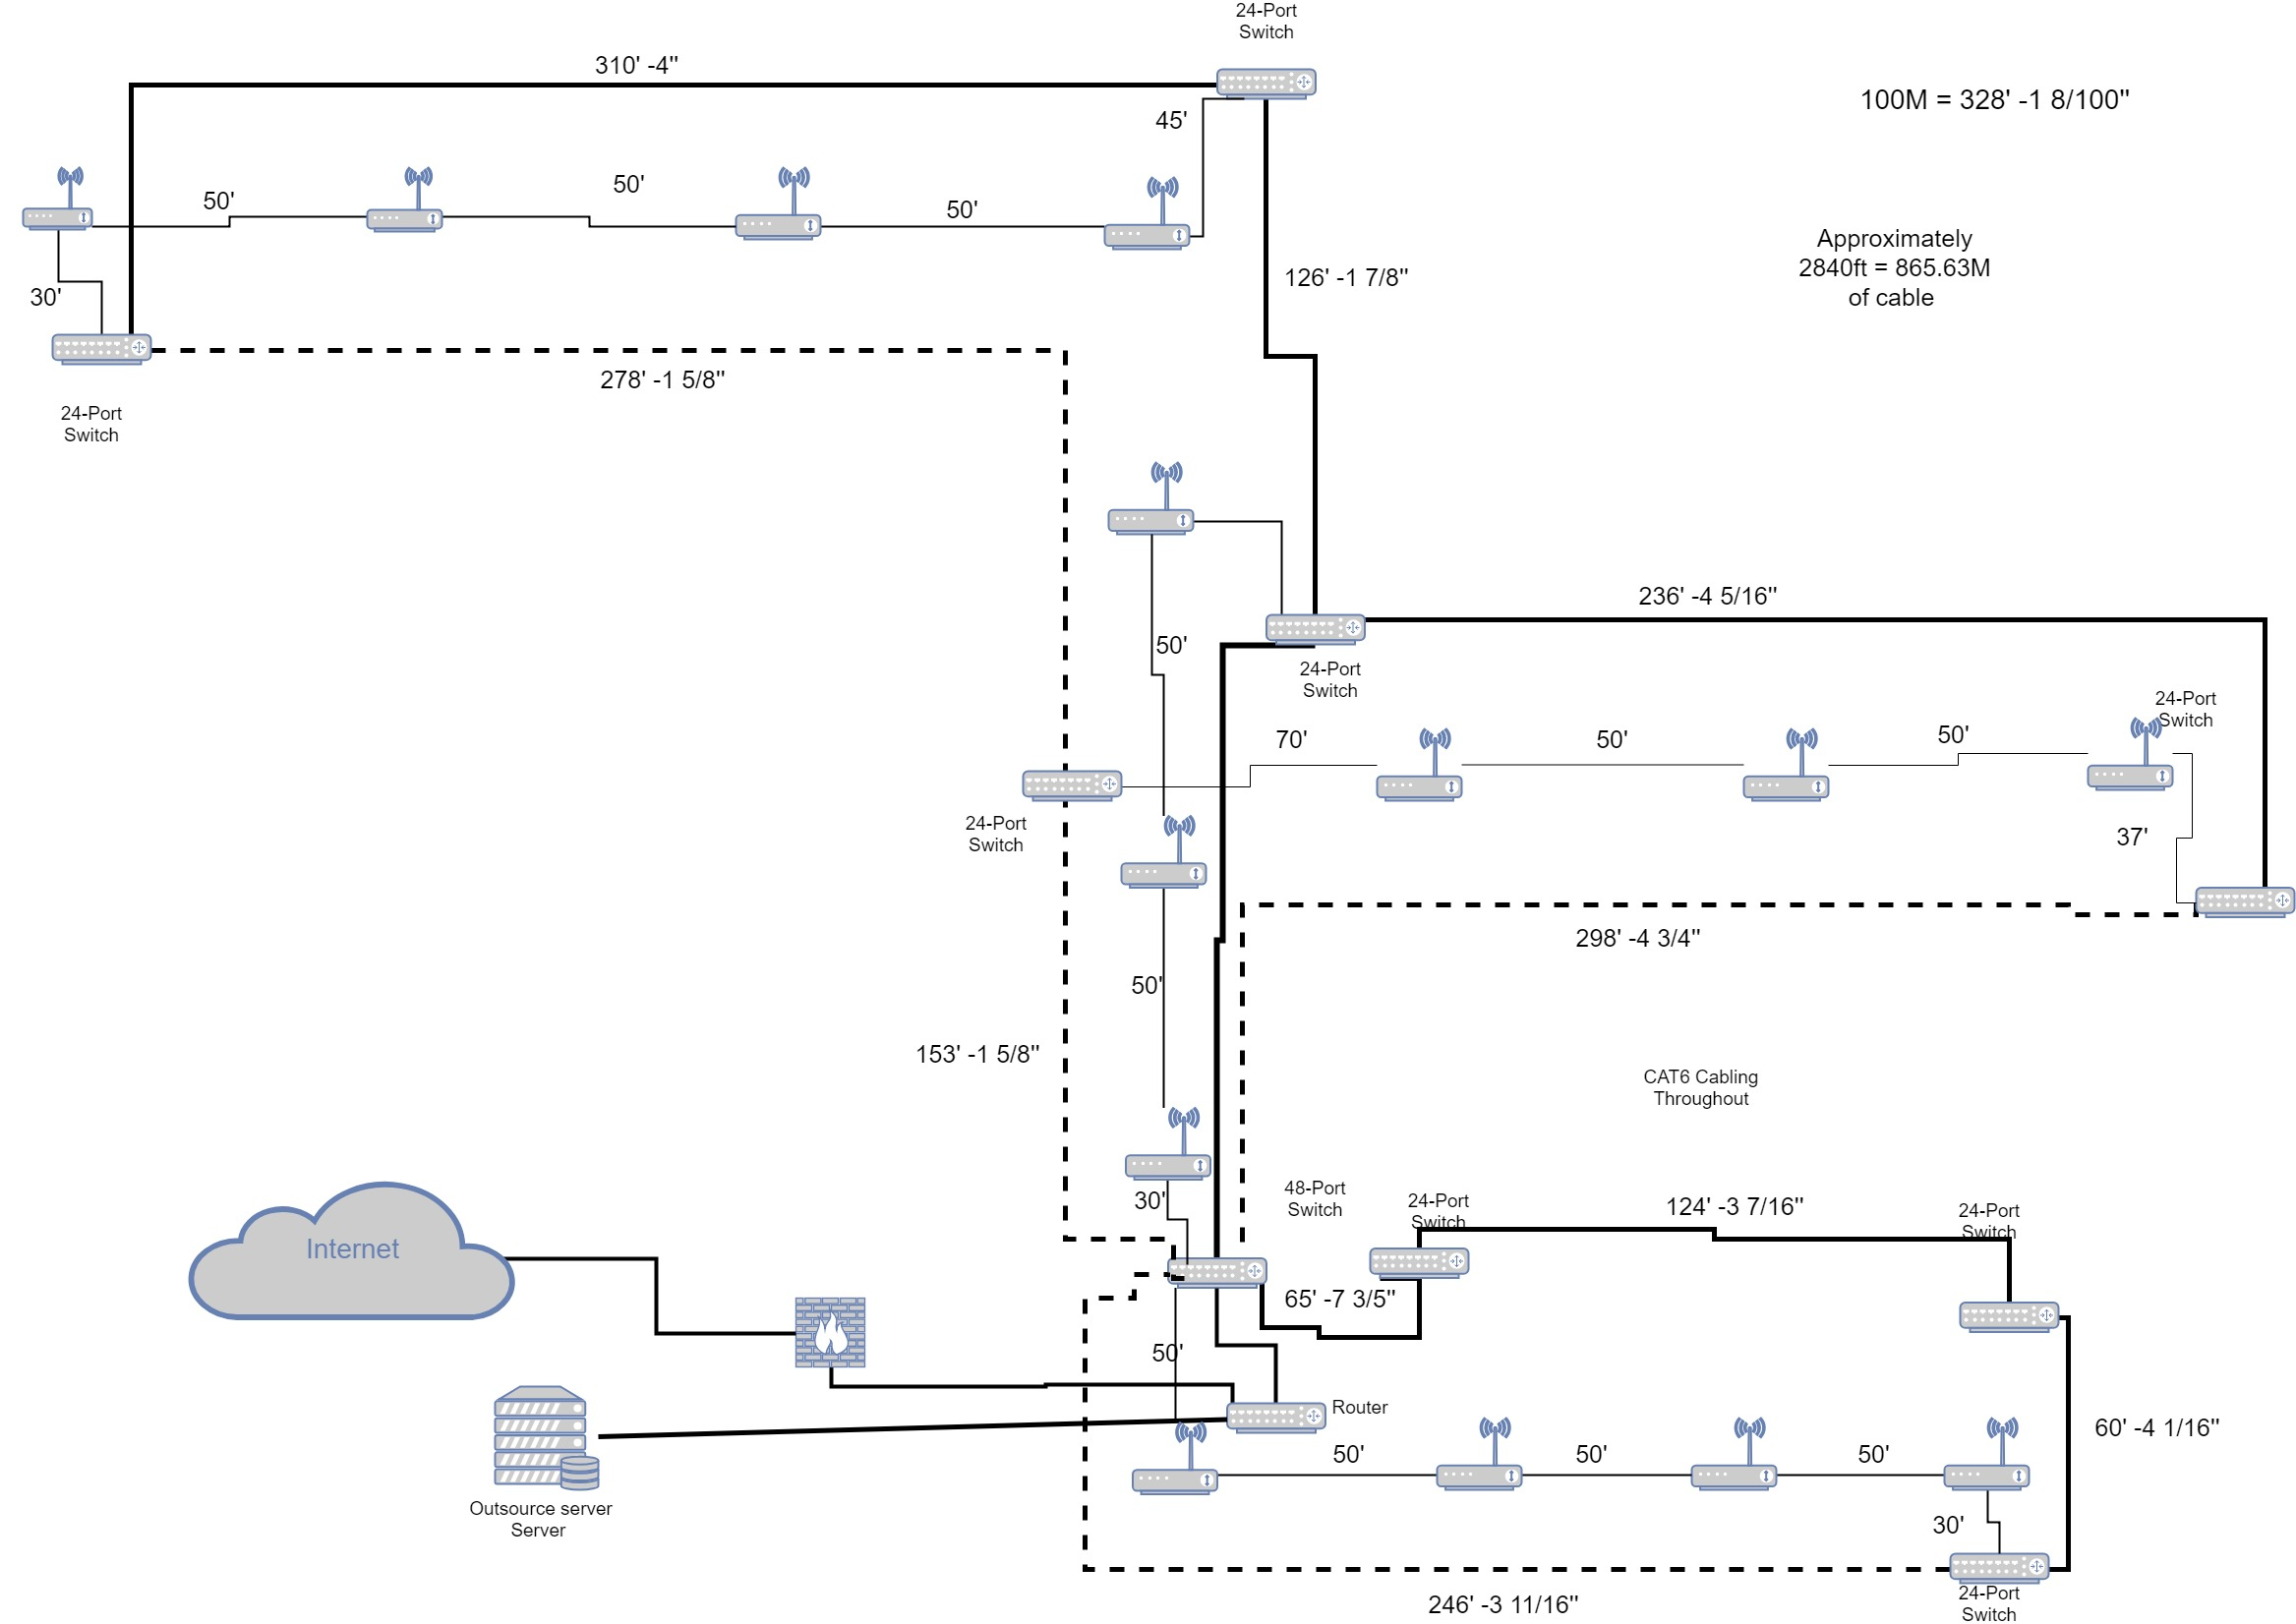 24-Port
Switch
310' -4"
100M = 328' -1 8/100"
45'
50'
50'
50'
Approximately
2840ft = 865.63M
of cable
126' -1 7/8"
30'
278' -1 5/8"
24-Port
Switch
236' -4 5/16"
50'
24-Port
Switch
24-Port
Switch
70'
50'
50'
24-Port
Switch
37'
298' -4 3/4"
50'
153' -1 5/8"
CAT6 Cabling
Throughout
30'
48-Port
Switch
24-Port
Switch
124' -3 7/16"
24-Port
Switch
Internet
65' -7 3/5"
50'
Router
60' -4 1/16"
50'
50'
50'
Outsource server
Server
30'
24-Port
Switch
246' -3 11/16"